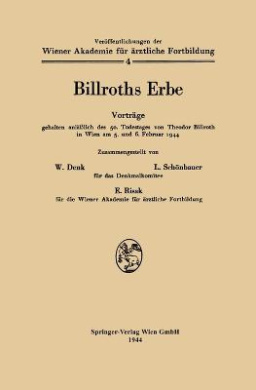 Veröffentlichungen der
Wiener Akademie für ärztliche Fortbildung
4
Billroths Erbe
Vorträge
gehalten anläßlich des 50. Todestages von Theodor Billroth
in Wien am 5. und 6. Februar 1944
Zusammengestellt von
W. Denk L. Schönbauer
für das Denkmalkomitee
E. Risak
für die Wiener Akademie für ärztliche Fortbildung
Springer-Verlag Wien GmbH
1944